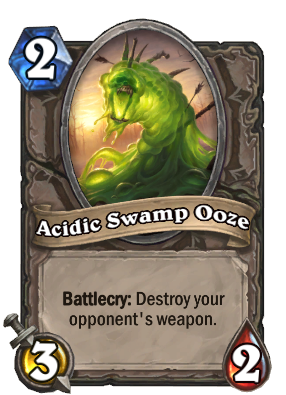 2
Acidic Swamp Ooze
Battlecry: Destroy your
opponent's weapon.
3
2